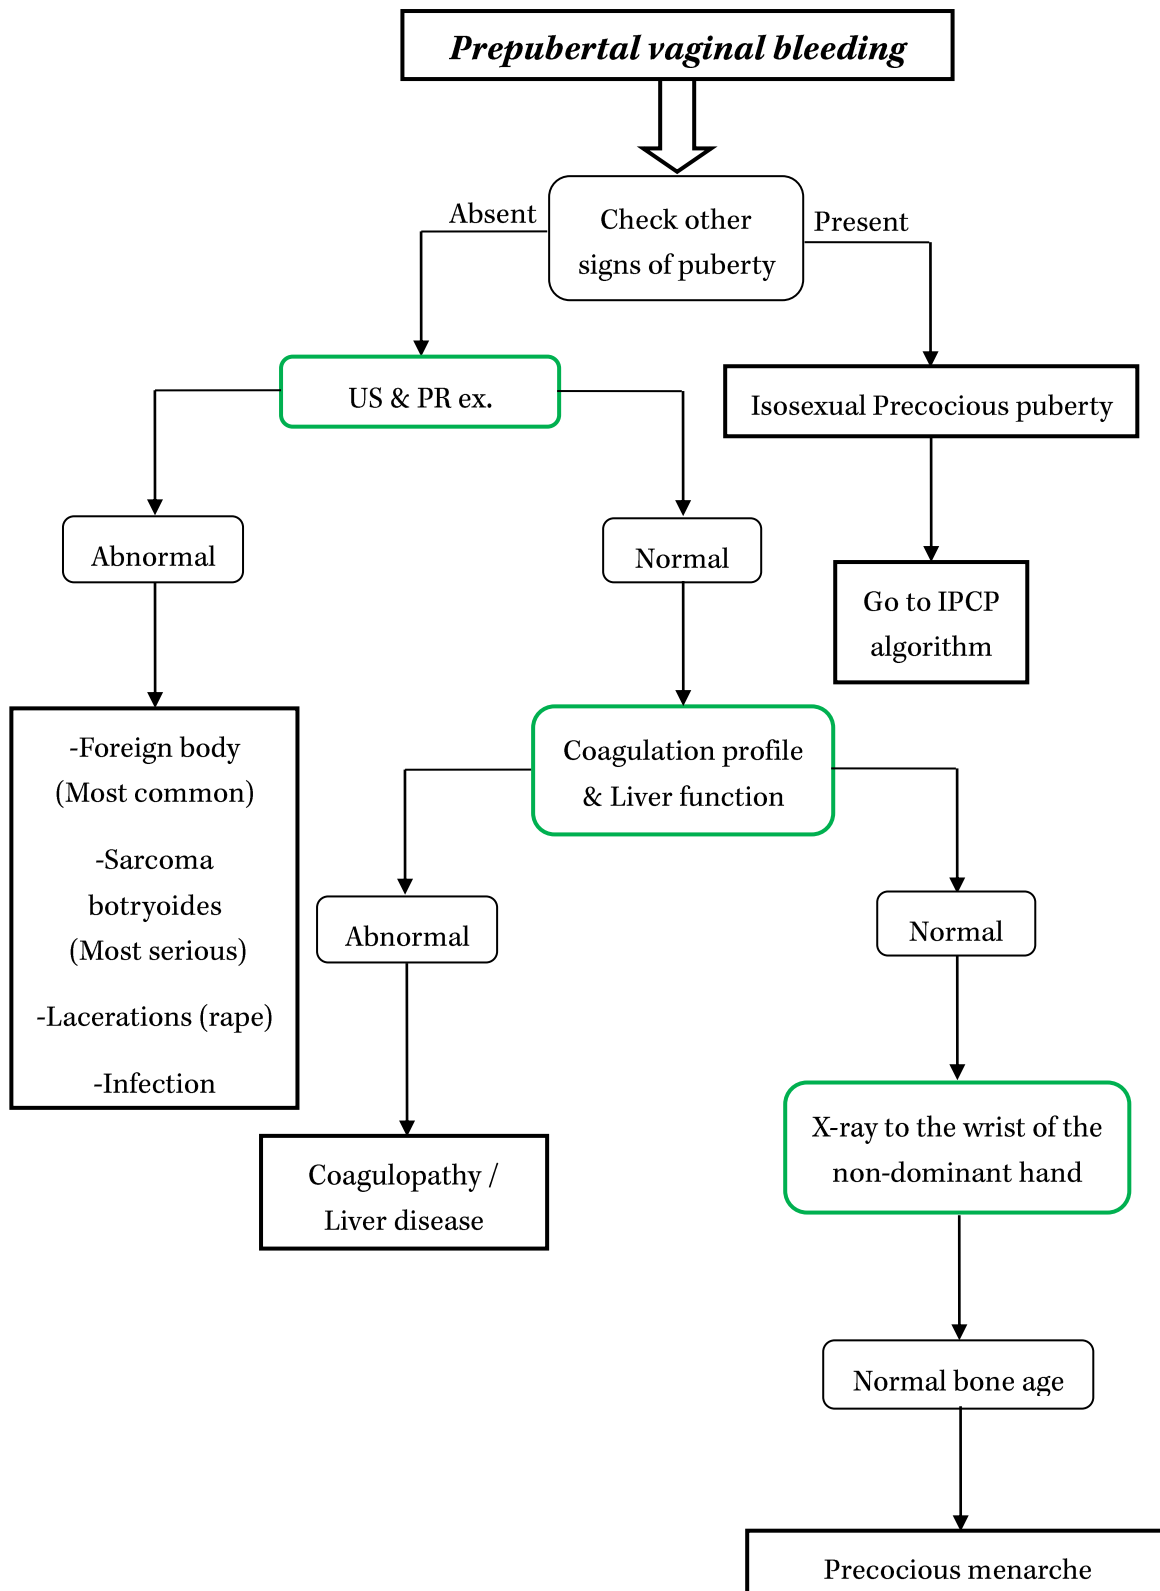 Prepubertal vaginal bleeding
Absent
Check other
signs of puberty
Present
US & PR ex.
Isosexual Precocious puberty
Abnormal
Normal
Go to IPCP
algorithm
-Foreign body
(Most common)
-Sarcoma
botryoides
(Most serious)
-Lacerations (rape)
-Infection
Coagulation profile
& Liver function
Abnormal
Normal
Coagulopathy /
Liver disease
X-ray to the wrist of the
non-dominant hand
Normal bone age
Precocious menarche